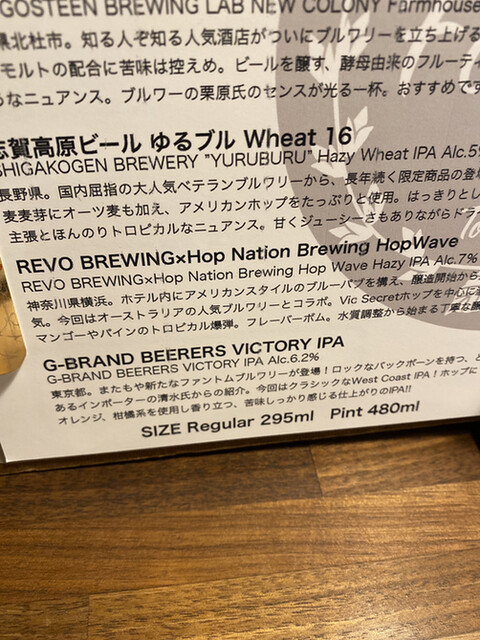 GOSTEEN BREWING LAB NEW COLONY Farmhouse
県北杜市。知る人ぞ知る人気酒店がついにブルワリーを立ち上げる
モルトの配合に苦味は控えめ。ビールを醸す、酵母由来のフルーティ
うなニュアンス。ブルワーの栗原氏のセンスが光る一杯。おすすめです
志賀高原ビール ゆるブル Wheat 16
SHIGAKOGEN BREWERY "YURUBURU" Hazy Wheat IPA Alc.5%
長野県。国内屈指の大人気ベテランブルワリーから、長年続く限定商品の登場
麦麦芽にオーツ麦も加え、アメリカンホップをたっぷりと使用。はっきりとし
主張とほんのりトロピカルなニュアンス。甘くジューシーさもありながらドラ
REVO BREWING×Hop Nation Brewing HopWave
REVO BREWING×Hop Nation Brewing Hop Wave Hazy IPA Alc.7%
神奈川県横浜。ホテル内にアメリカンスタイルのブルーパブを構え、醸造開始から
気。今回はオーストラリアの人気ブルワリーとコラボ。Vic Secretホップを中心に
マンゴーやパインのトロピカル爆弾。フレーバーボム。水質調整から始まる丁寧な
G-BRAND BEERERS VICTORY IPA
G-BRAND BEERERS VICTORY IPA Alc.6.2%
東京都。またもや新たなファントムブルワリーが登場！ロックなバックボーンを持つ、と
あるインポーターの清水氏からの紹介。今回はクラシックなWest Coast IPA！ホップに
オレンジ、柑橘系を使用し香り立つ、苦味しっかり感じる仕上がりのIPA!!
SIZE Regular 295ml Pint 480ml